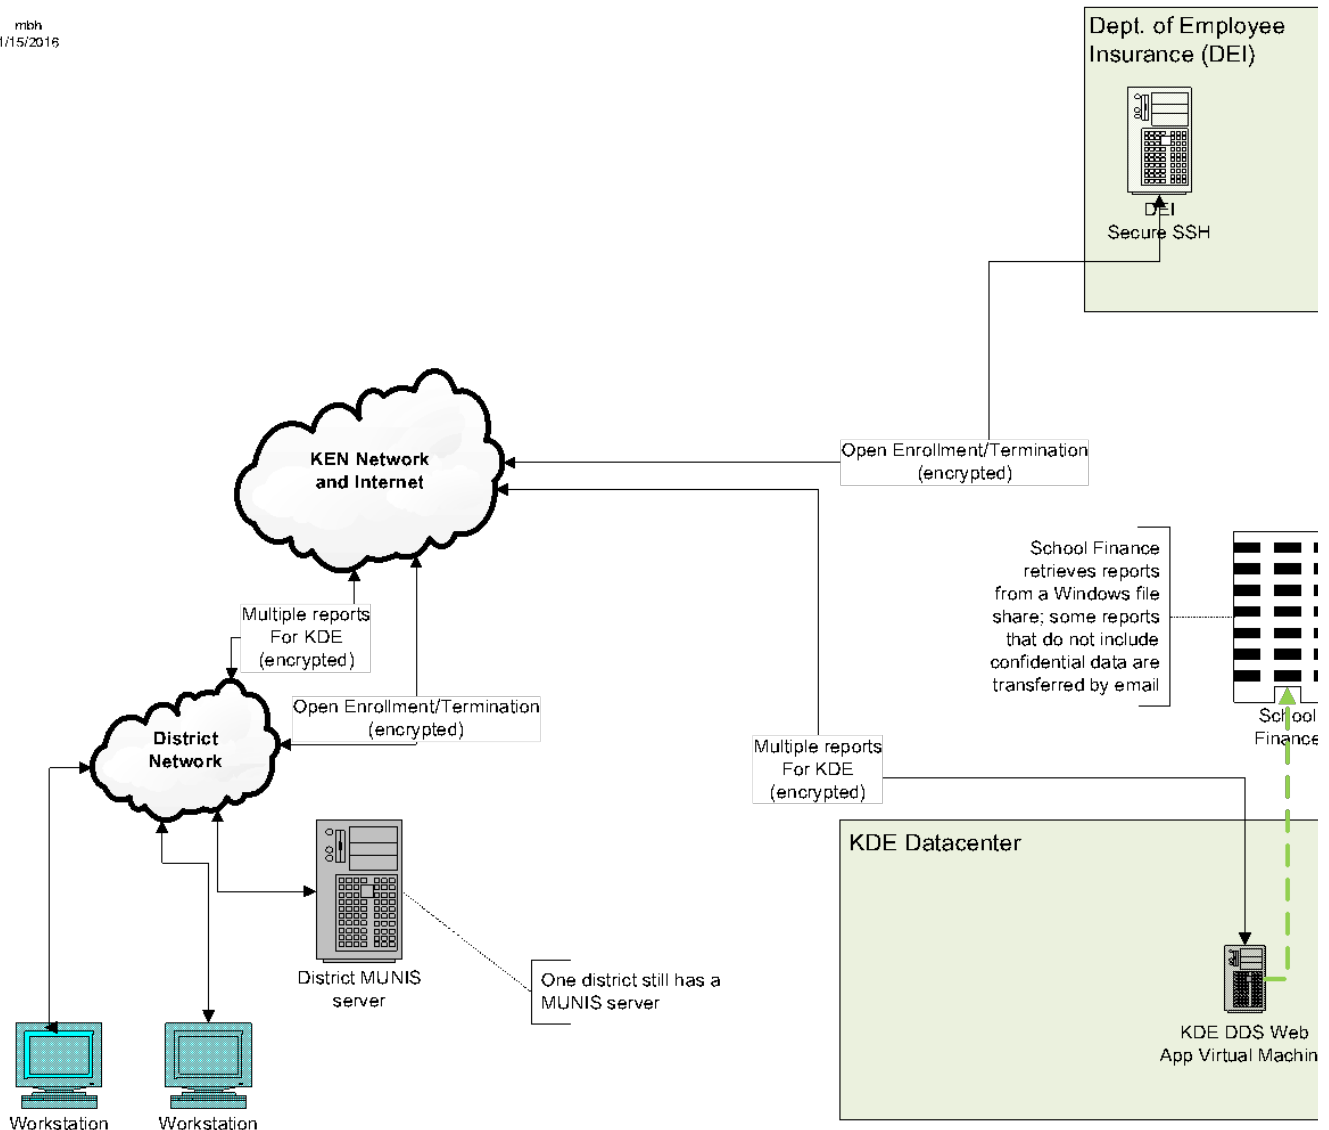 mbh
1/15/2016
Dept. of Employee
Insurance (DEI)
DEI
Secure SSH
KEN Network
and Internet
Open Enrollment/Termination
(encrypted)
School Finance
retrieves reports
from a Windows file
share; some reports
that do not include
confidential data are
transferred by email
Multiple reports
For KDE
(encrypted)
Open Enrollment/Termination
(encrypted)
School
Finance
District
Network
Multiple reports
For KDE
(encrypted)
KDE Datacenter
District MUNIS
server
One district still has a
MUNIS server
KDE DDS Web
App Virtual Machin
Workstation
Workstation